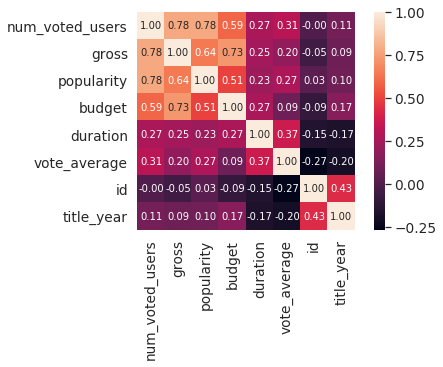 num_voted_users 1.00 0.78 0.78 0.59 0.27 0.31 -0.00 0.11
gross 0.78 1.00 0.64 0.73 0.25 0.20 -0.05 0.09
popularity 0.78 0.64 1.00 0.51 0.23 0.27 0.03 0.10
budget 0.59 0.73 0.51 1.00 0.27 0.09 -0.09 0.17
duration 0.27 0.25 0.23 0.27 1.00 0.37 -0.15 -0.17
vote_average 0.31 0.20 0.27 0.09 0.37 1.00 -0.27 -0.20
id -0.00 -0.05 0.03 -0.09 -0.15 -0.27 1.00 0.43
title_year 0.11 0.09 0.10 0.17 -0.17 -0.20 0.43 1.00
num_voted_users
gross
popularity
budget
duration
vote_average
id
title_year
1.00
0.75
0.50
0.25
0.00
−0.25